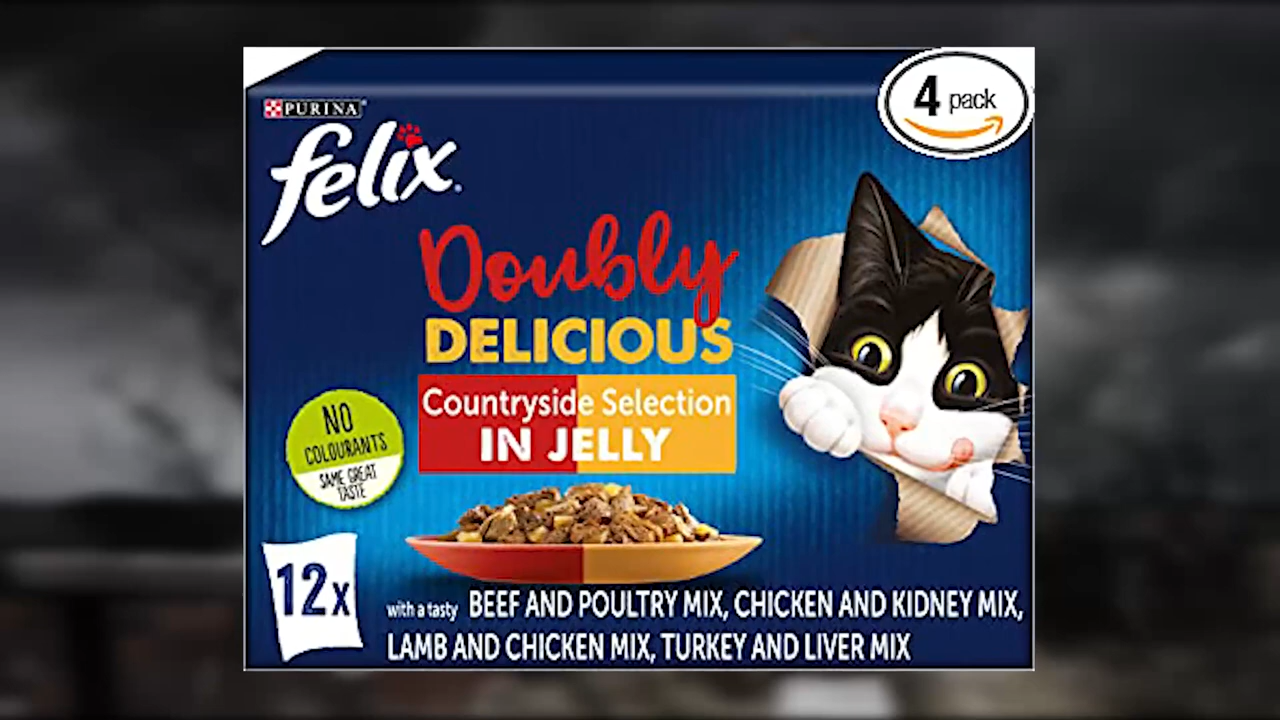 4 pack
PURINA
felix
Doubly
DELICIOUS
Countryside Selection
IN JELLY
NO
COLOURANTS
SAME GREAT
TASTE
12x
with a tasty BEEF AND POULTRY MIX, CHICKEN AND KIDNEY MIX,
LAMB AND CHICKEN MIX, TURKEY AND LIVER MIX